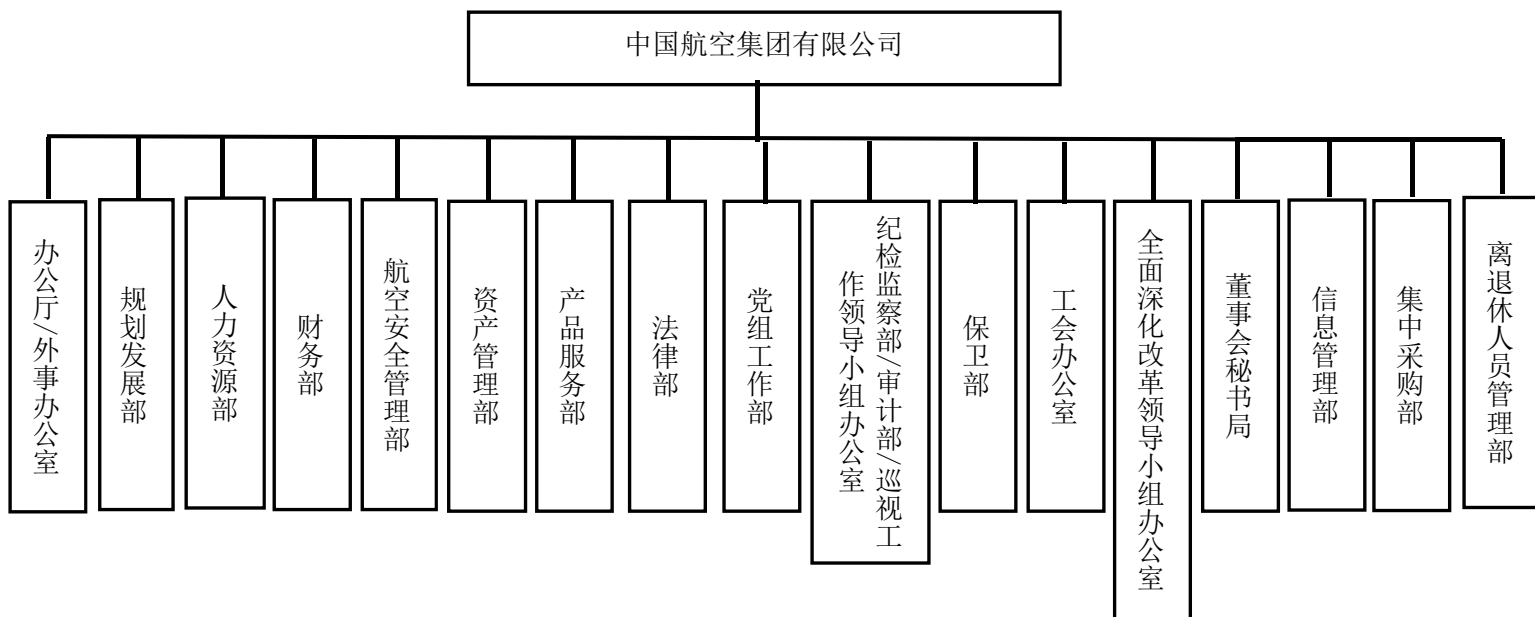 中国航空集团有限公司
办公厅/外事办公室
规划发展部
人力资源部
财务部
航空安全管理部
资产管理部
产品服务部
法律部
党组工作部
纪检监察部/审计部/巡视工
作领导小组办公室
保卫部
工会办公室
全面深化改革领导小组办公室
董事会秘书局
信息管理部
集中采购部
离退休人员管理部